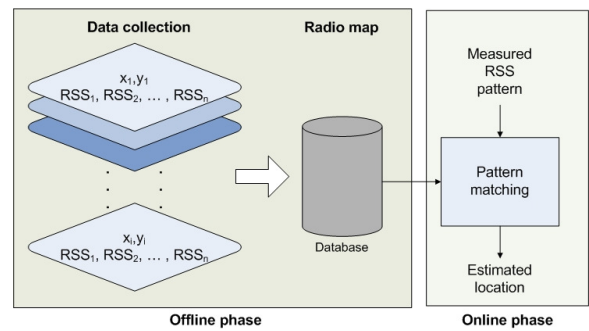 Data collection
Radio map
x₁,y₁
RSS₁, RSS₂, … , RSSₙ
xᵢ,yᵢ
RSS₁, RSS₂, … , RSSₙ
Database
Offline phase
Measured
RSS
pattern
Pattern
matching
Estimated
location
Online phase